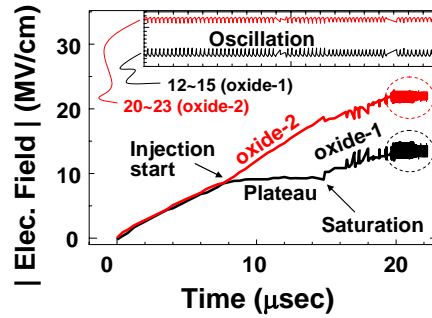 Oscillation
12~15 (oxide-1)
20~23 (oxide-2)
oxide-2
oxide-1
Injection
start
Plateau
Saturation
| Elec. Field | (MV/cm)
30
20
10
0
0
10
20
Time (μsec)